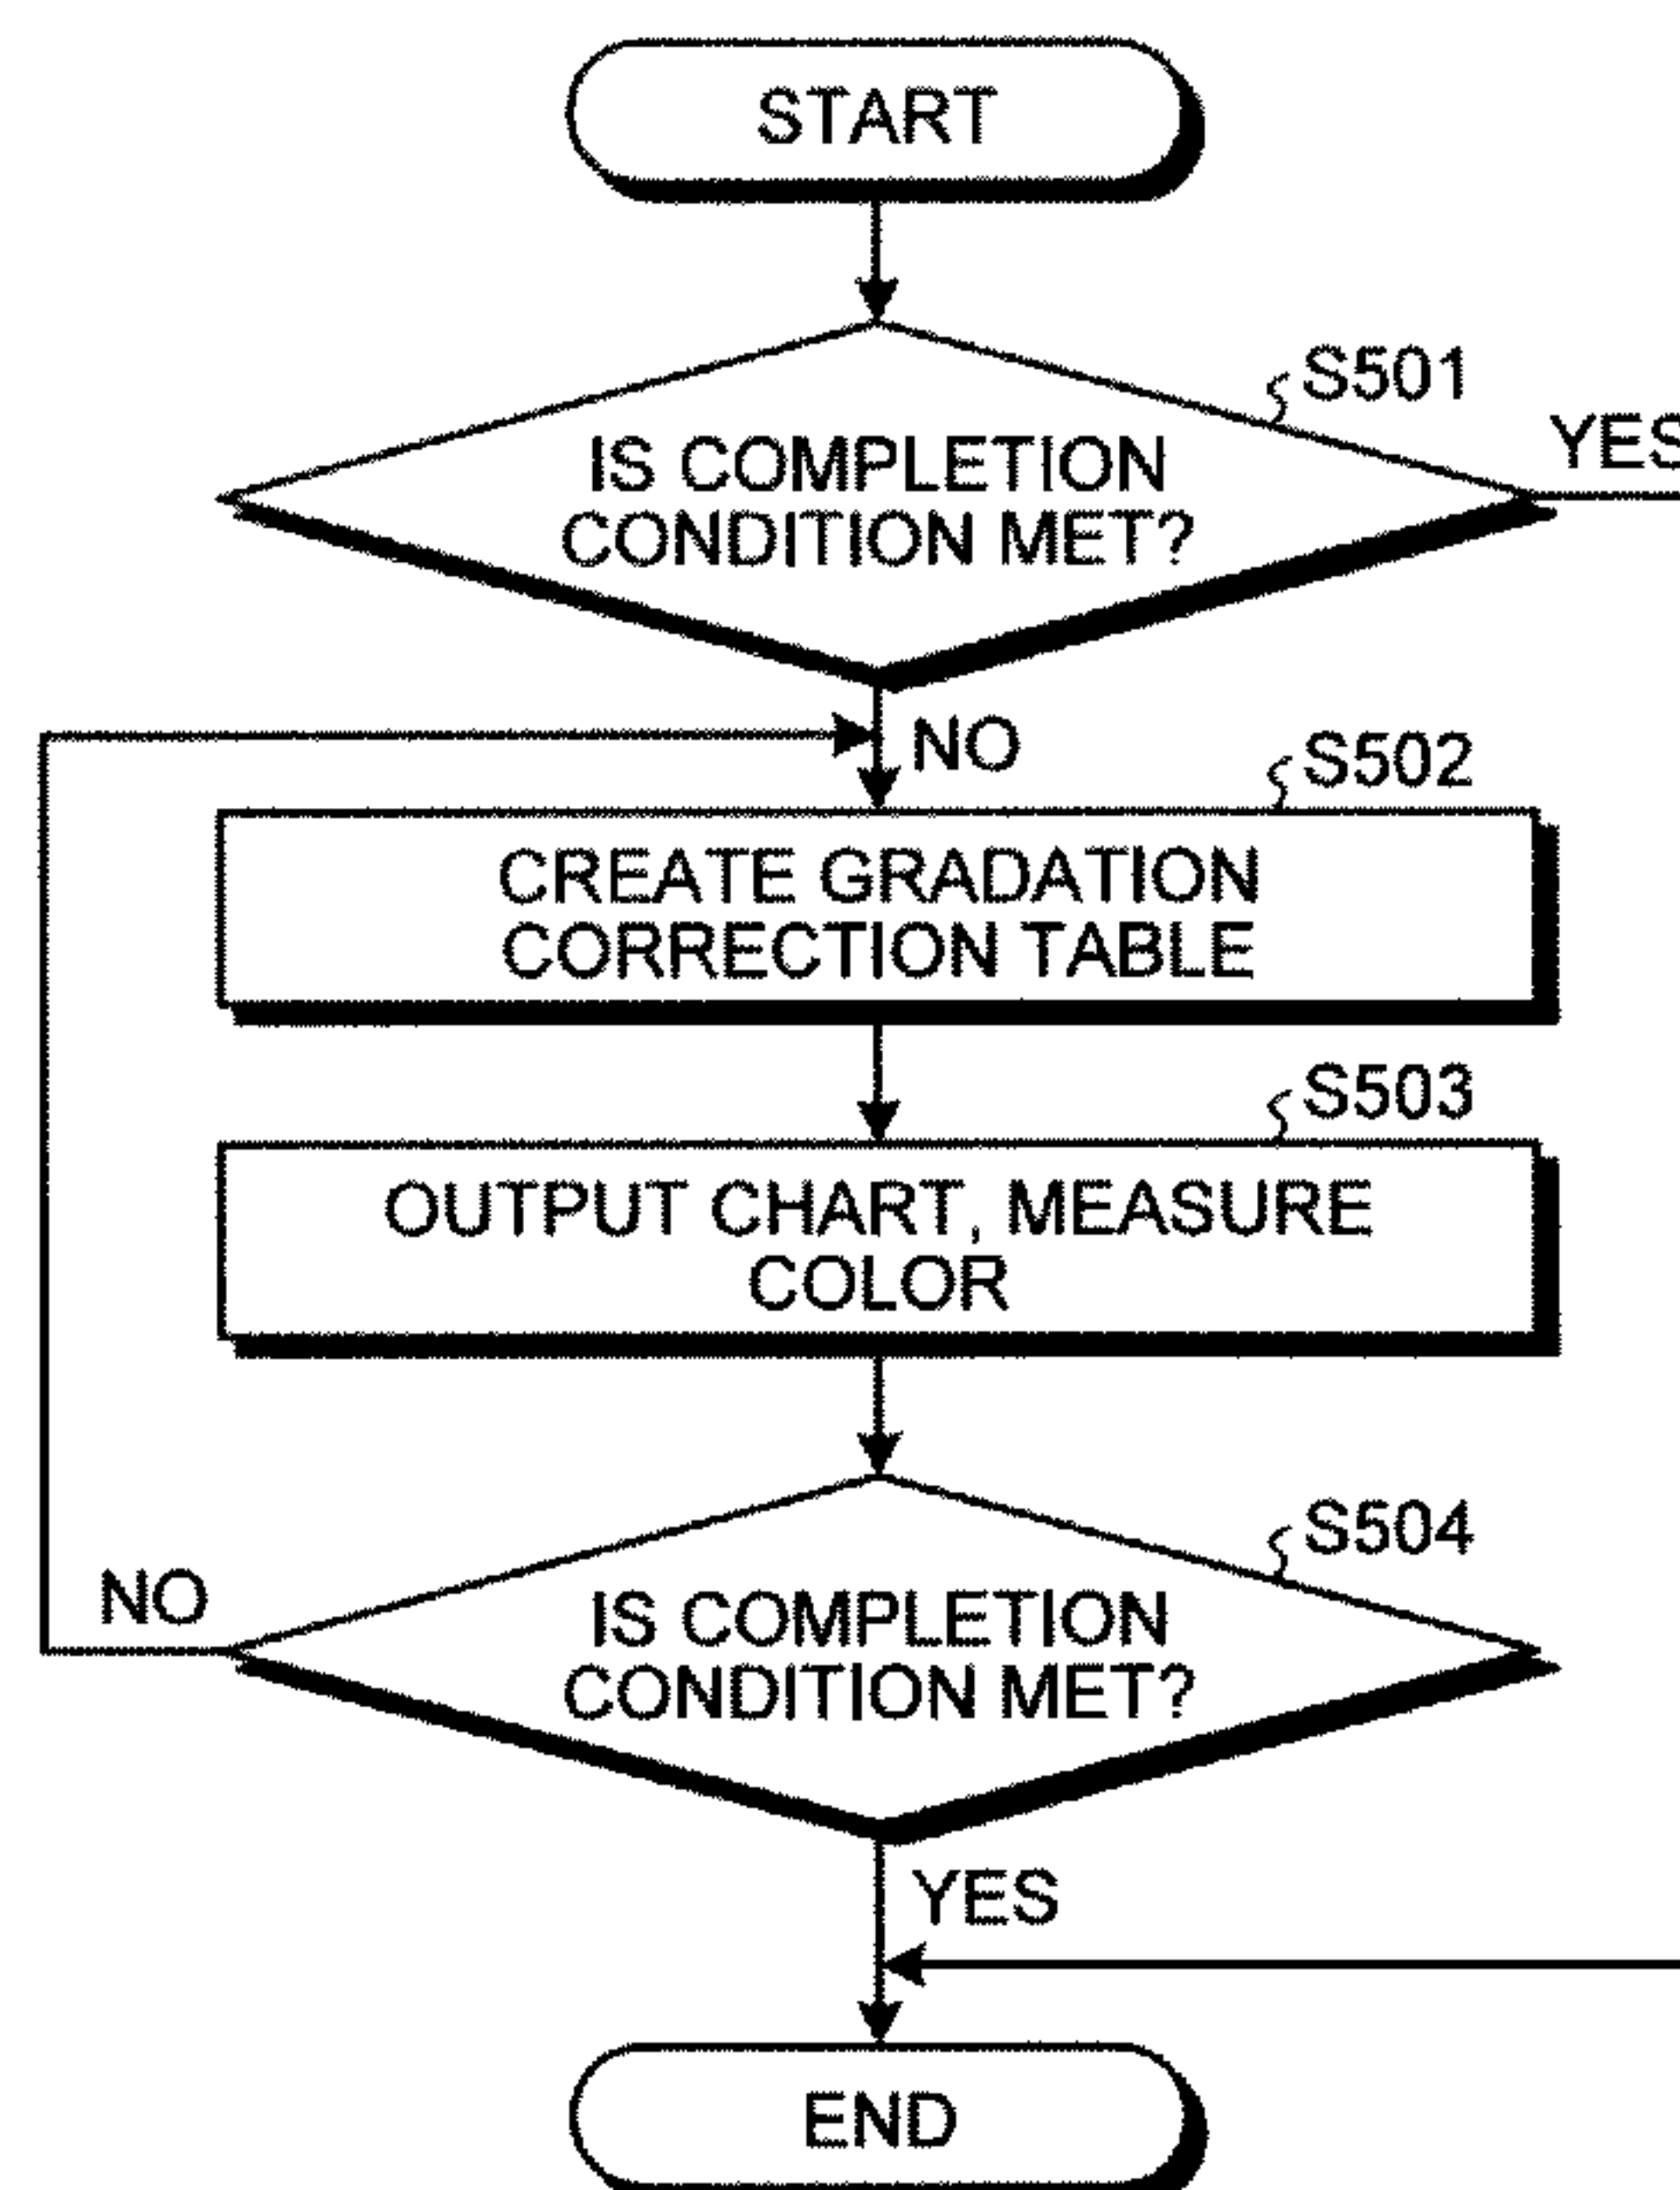 START
S501
YES
IS COMPLETION
CONDITION MET?
NO
S502
CREATE GRADATION
CORRECTION TABLE
S503
OUTPUT CHART, MEASURE
COLOR
S504
NO
IS COMPLETION
CONDITION MET?
YES
END